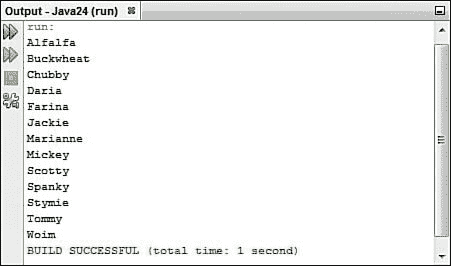 Output - Java24 (run)
run:
Alfalfa
Buckwheat
Chubby
Daria
Farina
Jackie
Marianne
Mickey
Scotty
Spanky
Stymie
Tommy
Woim
BUILD SUCCESSFUL (total time: 1 second)